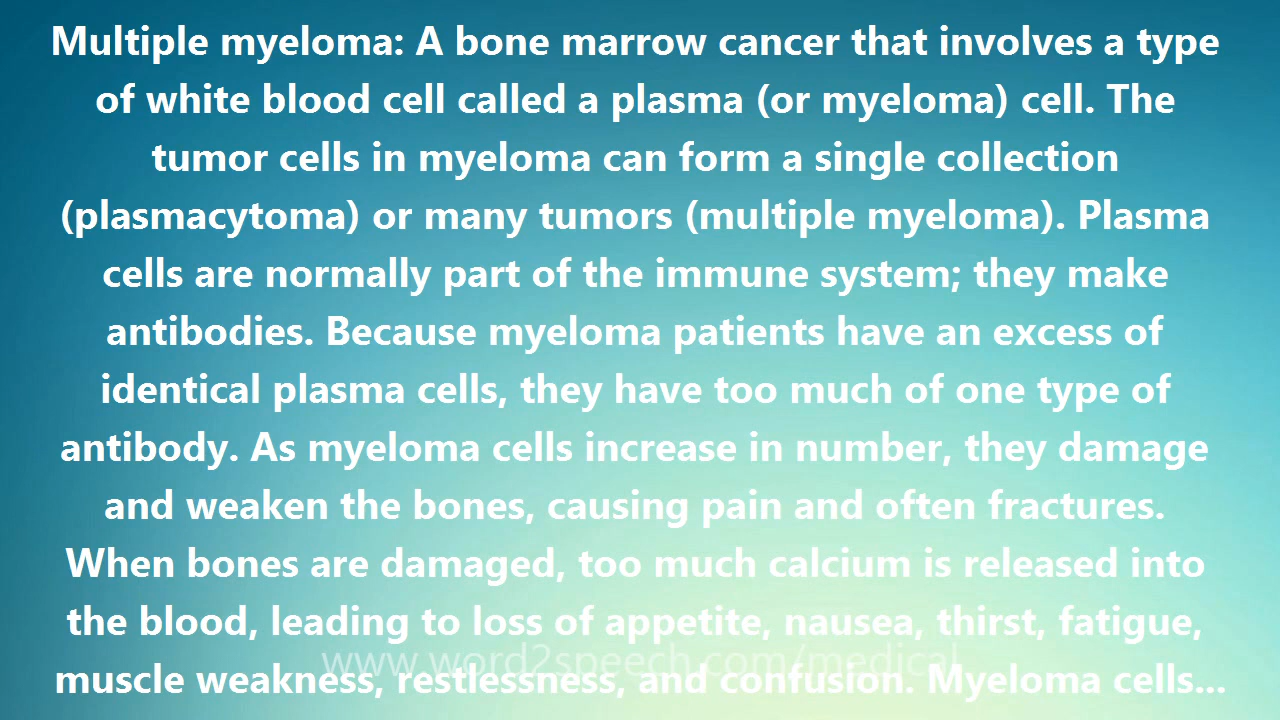 Multiple myeloma: A bone marrow cancer that involves a type
of white blood cell called a plasma (or myeloma) cell. The
tumor cells in myeloma can form a single collection
(plasmacytoma) or many tumors (multiple myeloma). Plasma
cells are normally part of the immune system; they make
antibodies. Because myeloma patients have an excess of
identical plasma cells, they have too much of one type of
antibody. As myeloma cells increase in number, they damage
and weaken the bones, causing pain and often fractures.
When bones are damaged, too much calcium is released into
the blood, leading to loss of appetite, nausea, thirst, fatigue,
www.word2speech.com/medical
muscle weakness, restlessness, and confusion. Myeloma cells...